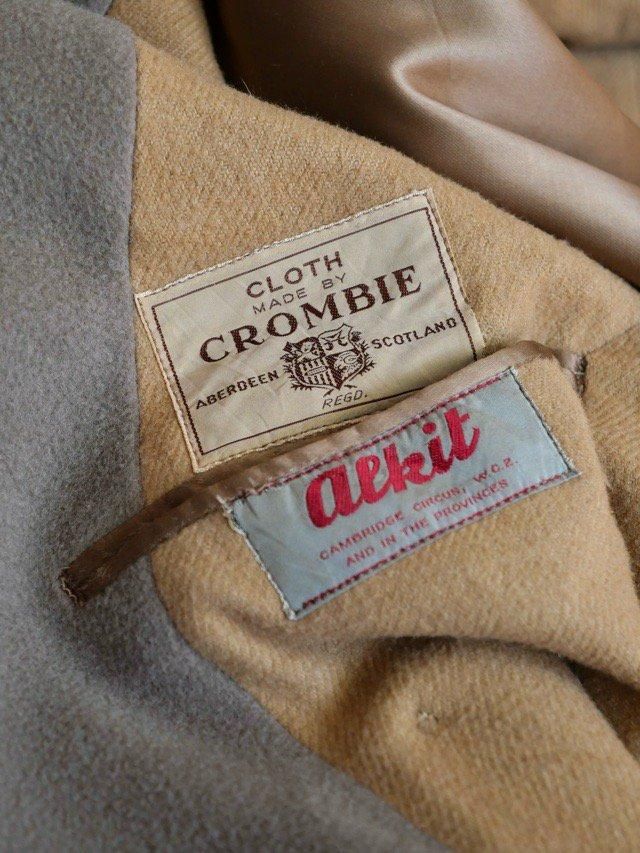 CLOTH
MADE BY
CROMBIE
ABERDEEN SCOTLAND
REGD.
alkit
CAMBRIDGE CIRCUS, W.C.2.
AND IN THE PROVINCES